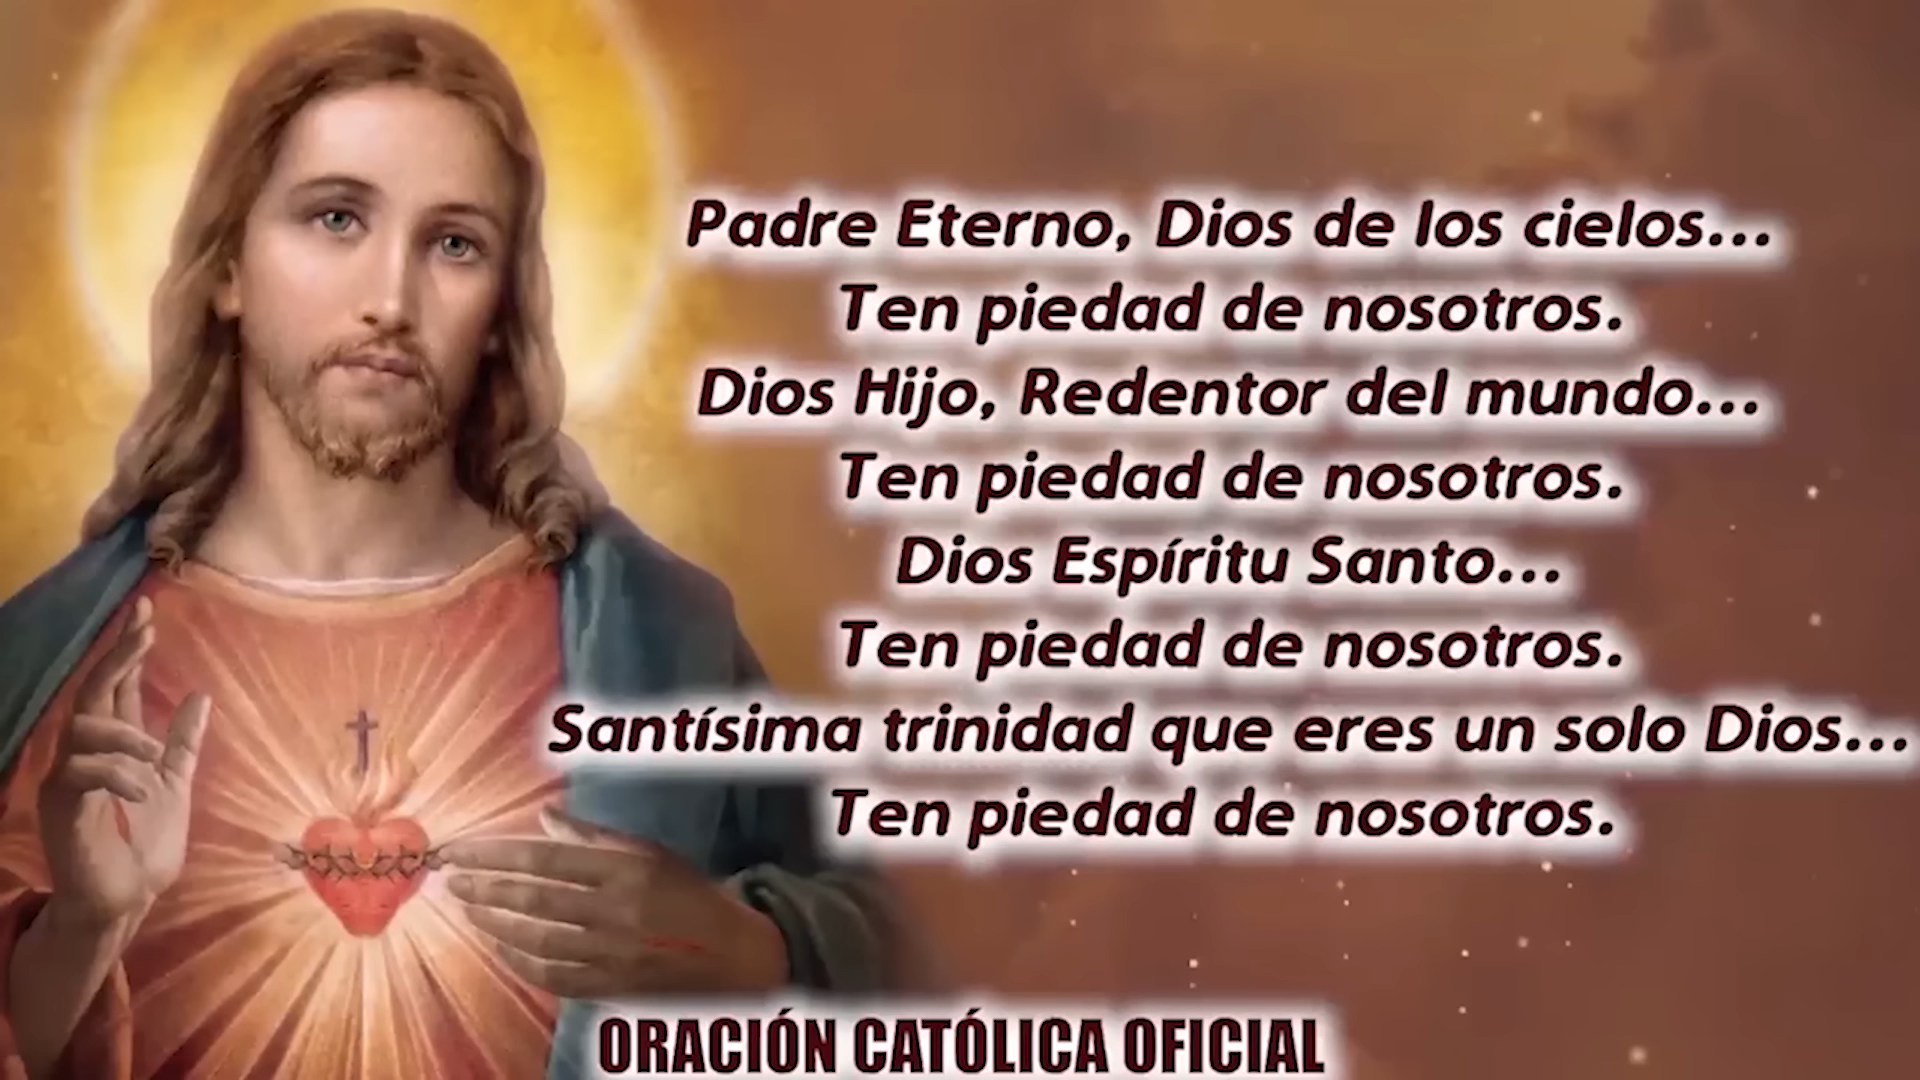 Padre Eterno, Dios de los cielos...
Ten piedad de nosotros.
Dios Hijo, Redentor del mundo...
Ten piedad de nosotros.
Dios Espíritu Santo...
Ten piedad de nosotros.
Santísima trinidad que eres un solo Dios...
Ten piedad de nosotros.
ORACIÓN CATÓLICA OFICIAL